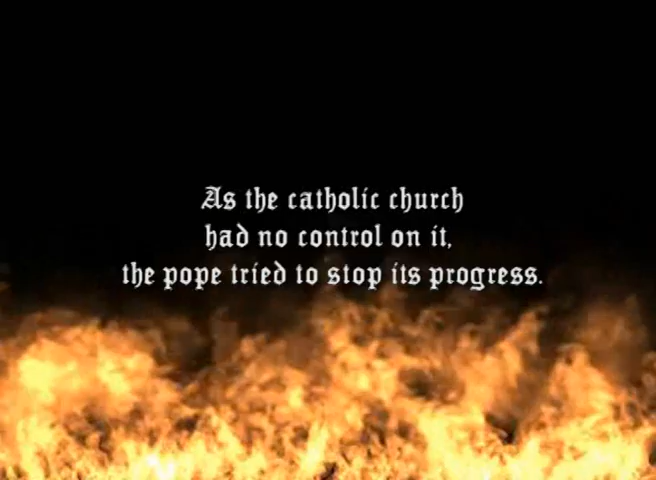 As the catholic church
had no control on it,
the pope tried to stop its progress.